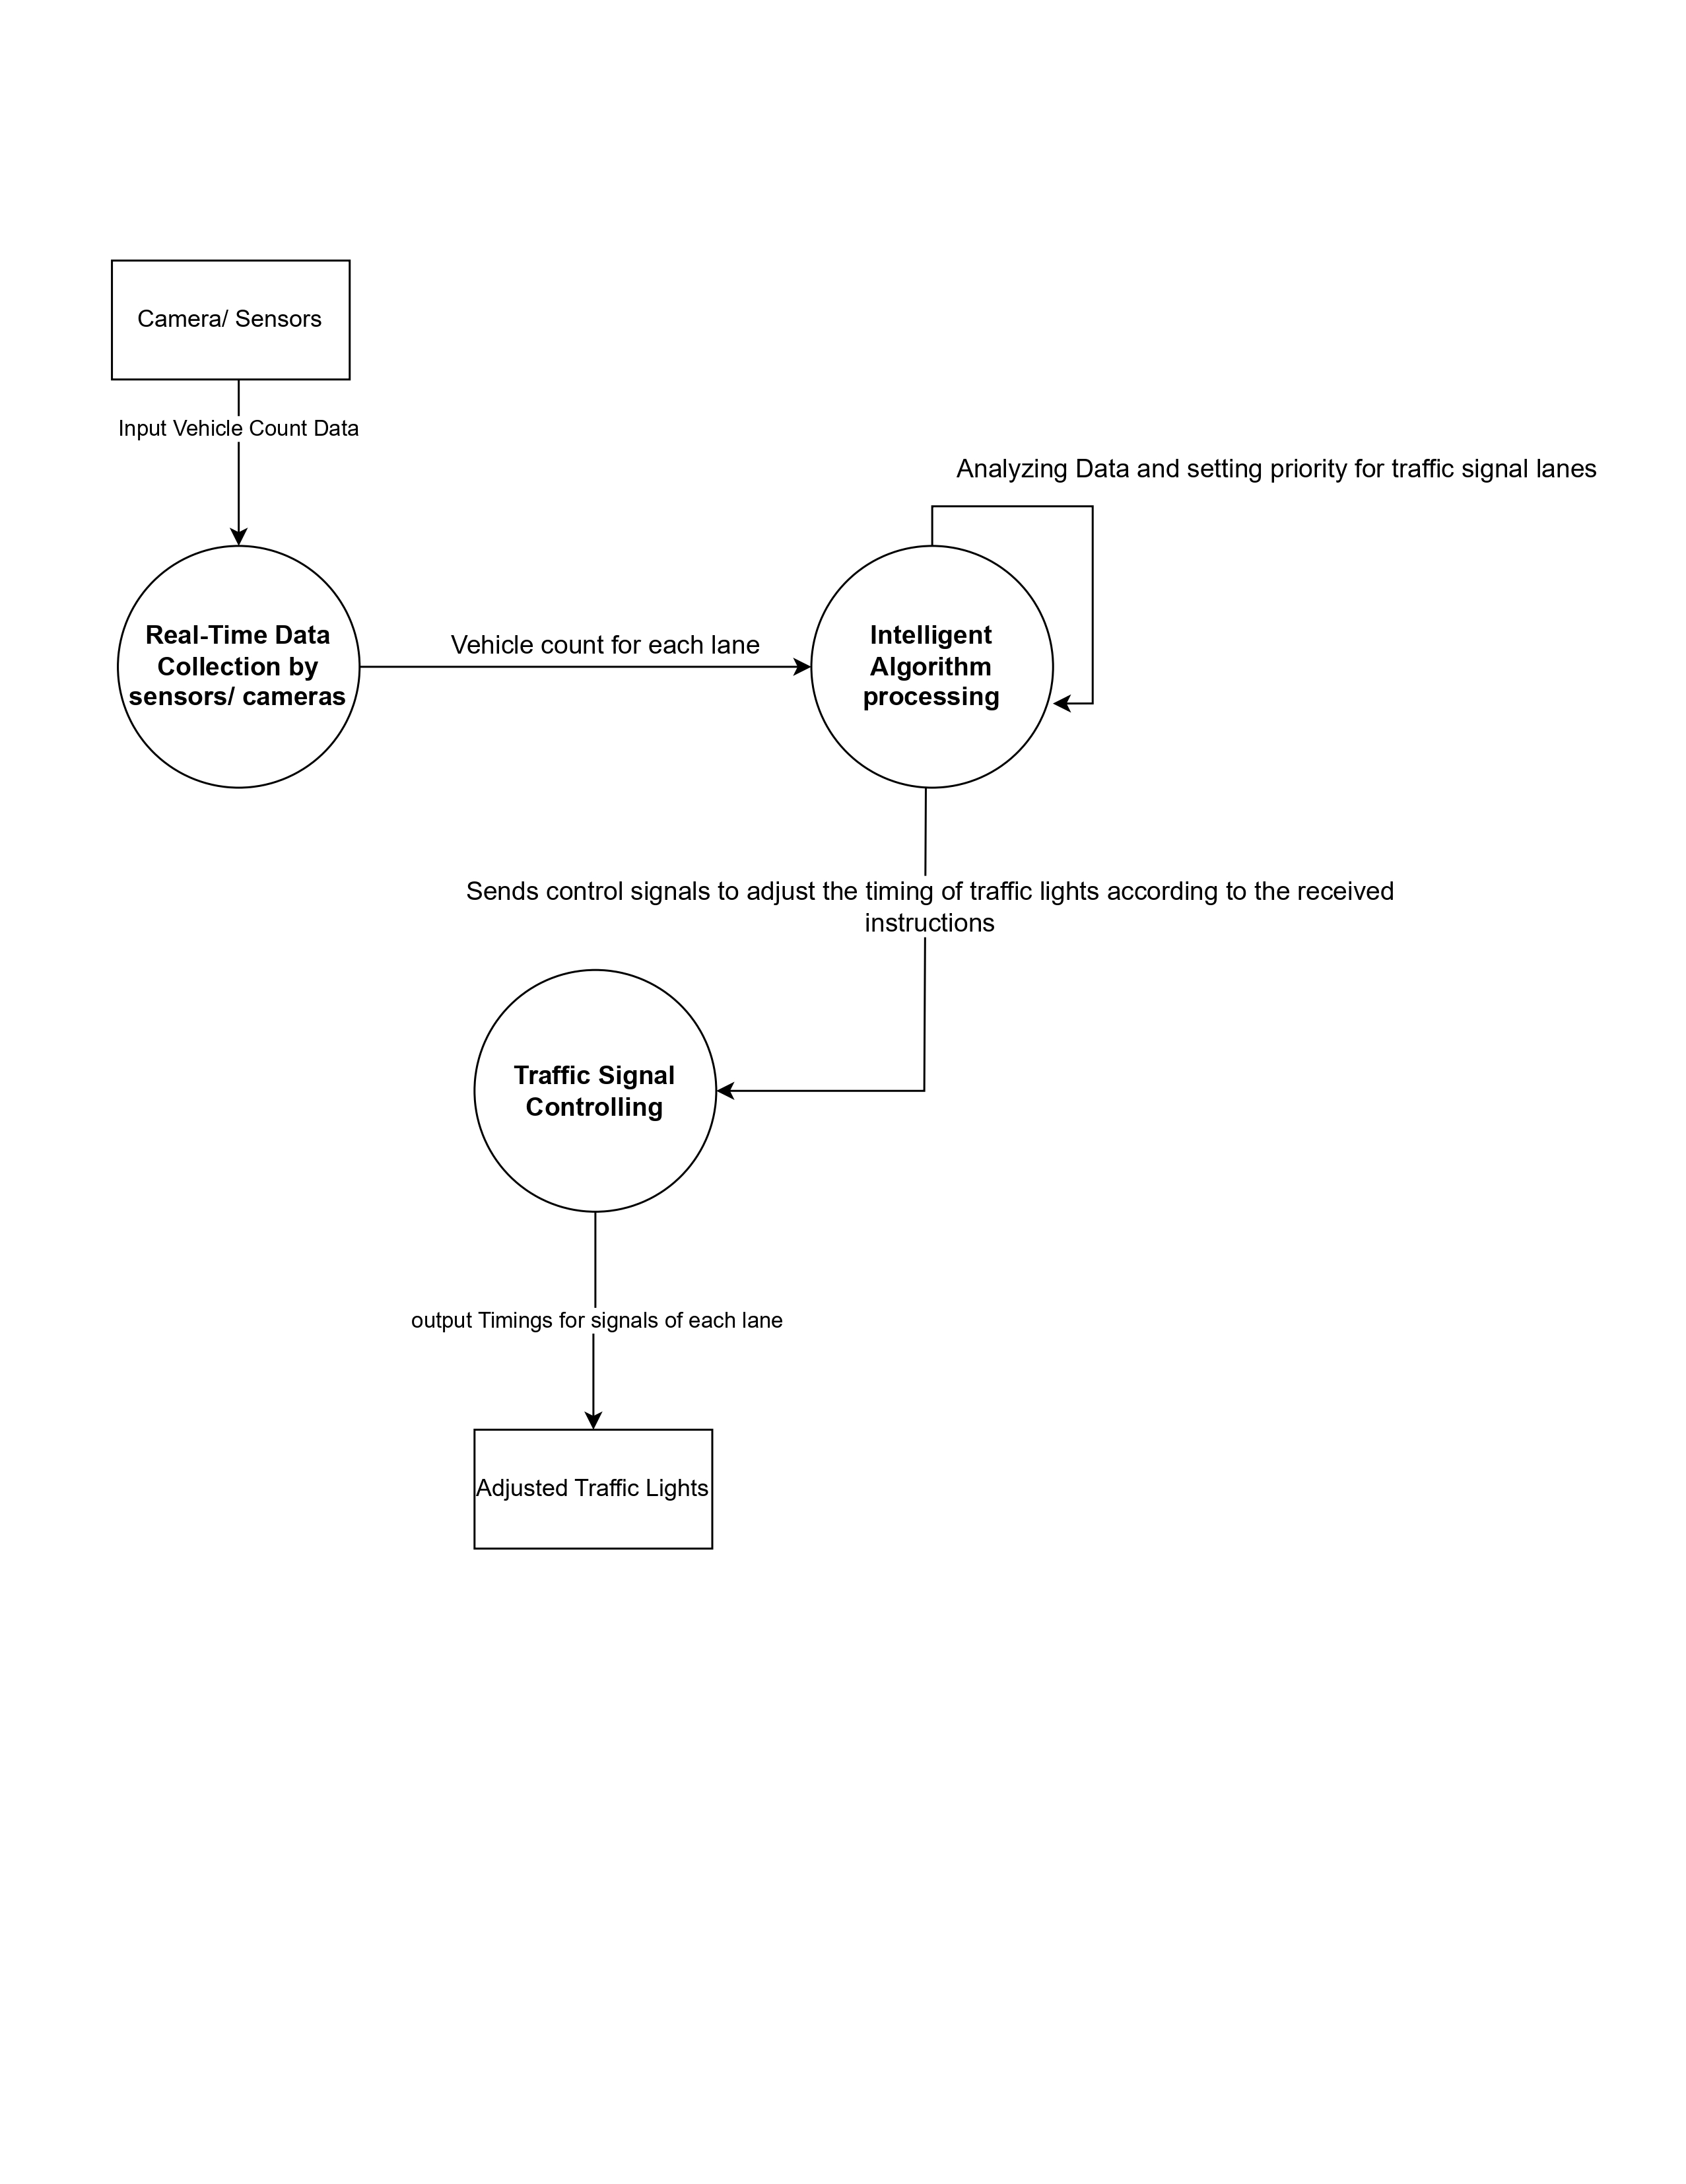 Camera/ Sensors
Input Vehicle Count Data
Analyzing Data and setting priority for traffic signal lanes
Real-Time Data
Collection by
sensors/ cameras
Vehicle count for each lane
Intelligent
Algorithm
processing
Sends control signals to adjust the timing of traffic lights according to the received
instructions
Traffic Signal
Controlling
output Timings for signals of each lane
Adjusted Traffic Lights